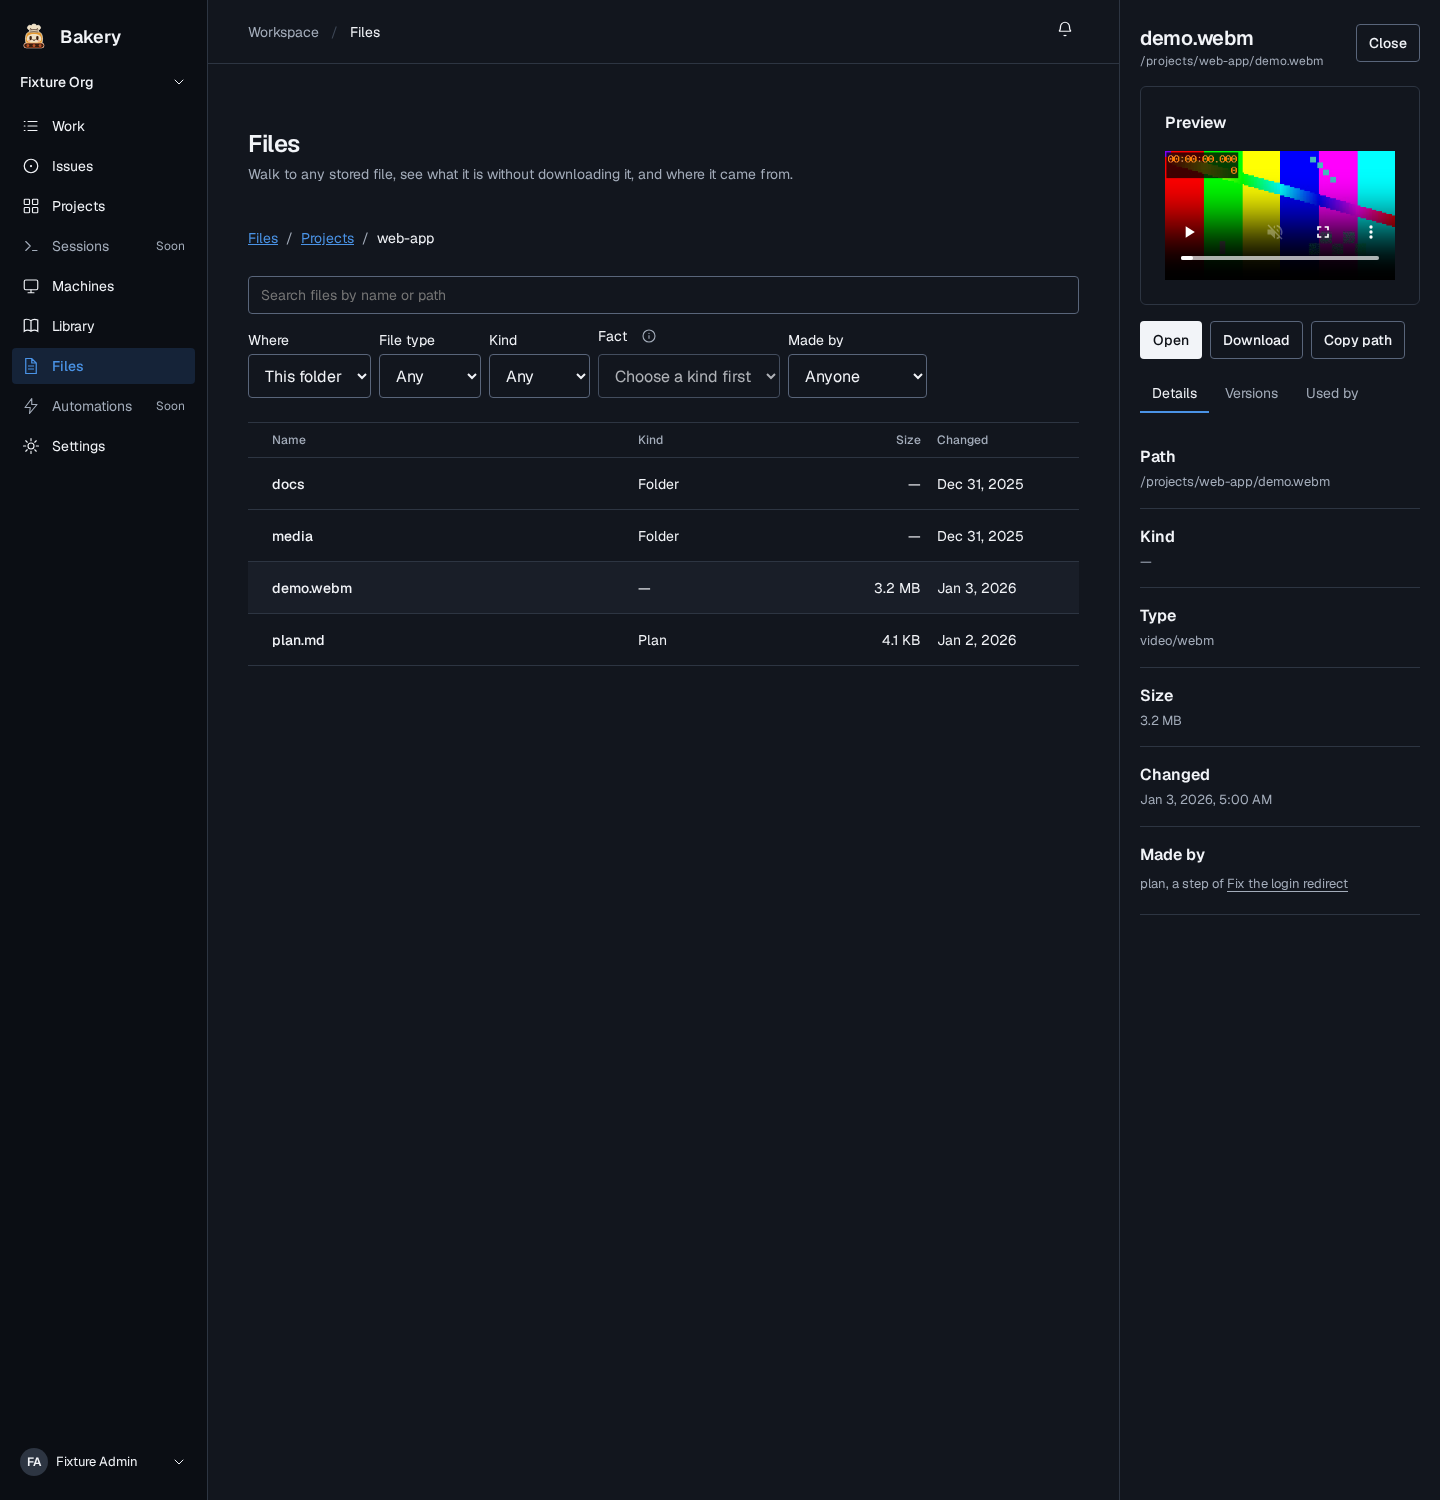 Bakery
Fixture Org
Work
Issues
Projects
Sessions Soon
Machines
Library
Files
Automations Soon
Settings
FA Fixture Admin
Workspace / Files
Files
Walk to any stored file, see what it is without downloading it, and where it came from.
Files / Projects / web-app
Search files by name or path
Where File type Kind Fact Made by
This folder Any Any Choose a kind first Anyone
Name Kind Size Changed
docs Folder — Dec 31, 2025
media Folder — Dec 31, 2025
demo.webm — 3.2 MB Jan 3, 2026
plan.md Plan 4.1 KB Jan 2, 2026
demo.webm
/projects/web-app/demo.webm
Close
Preview
00:00:00.000
0
Open Download Copy path
Details Versions Used by
Path
/projects/web-app/demo.webm
Kind
—
Type
video/webm
Size
3.2 MB
Changed
Jan 3, 2026, 5:00 AM
Made by
plan, a step of Fix the login redirect